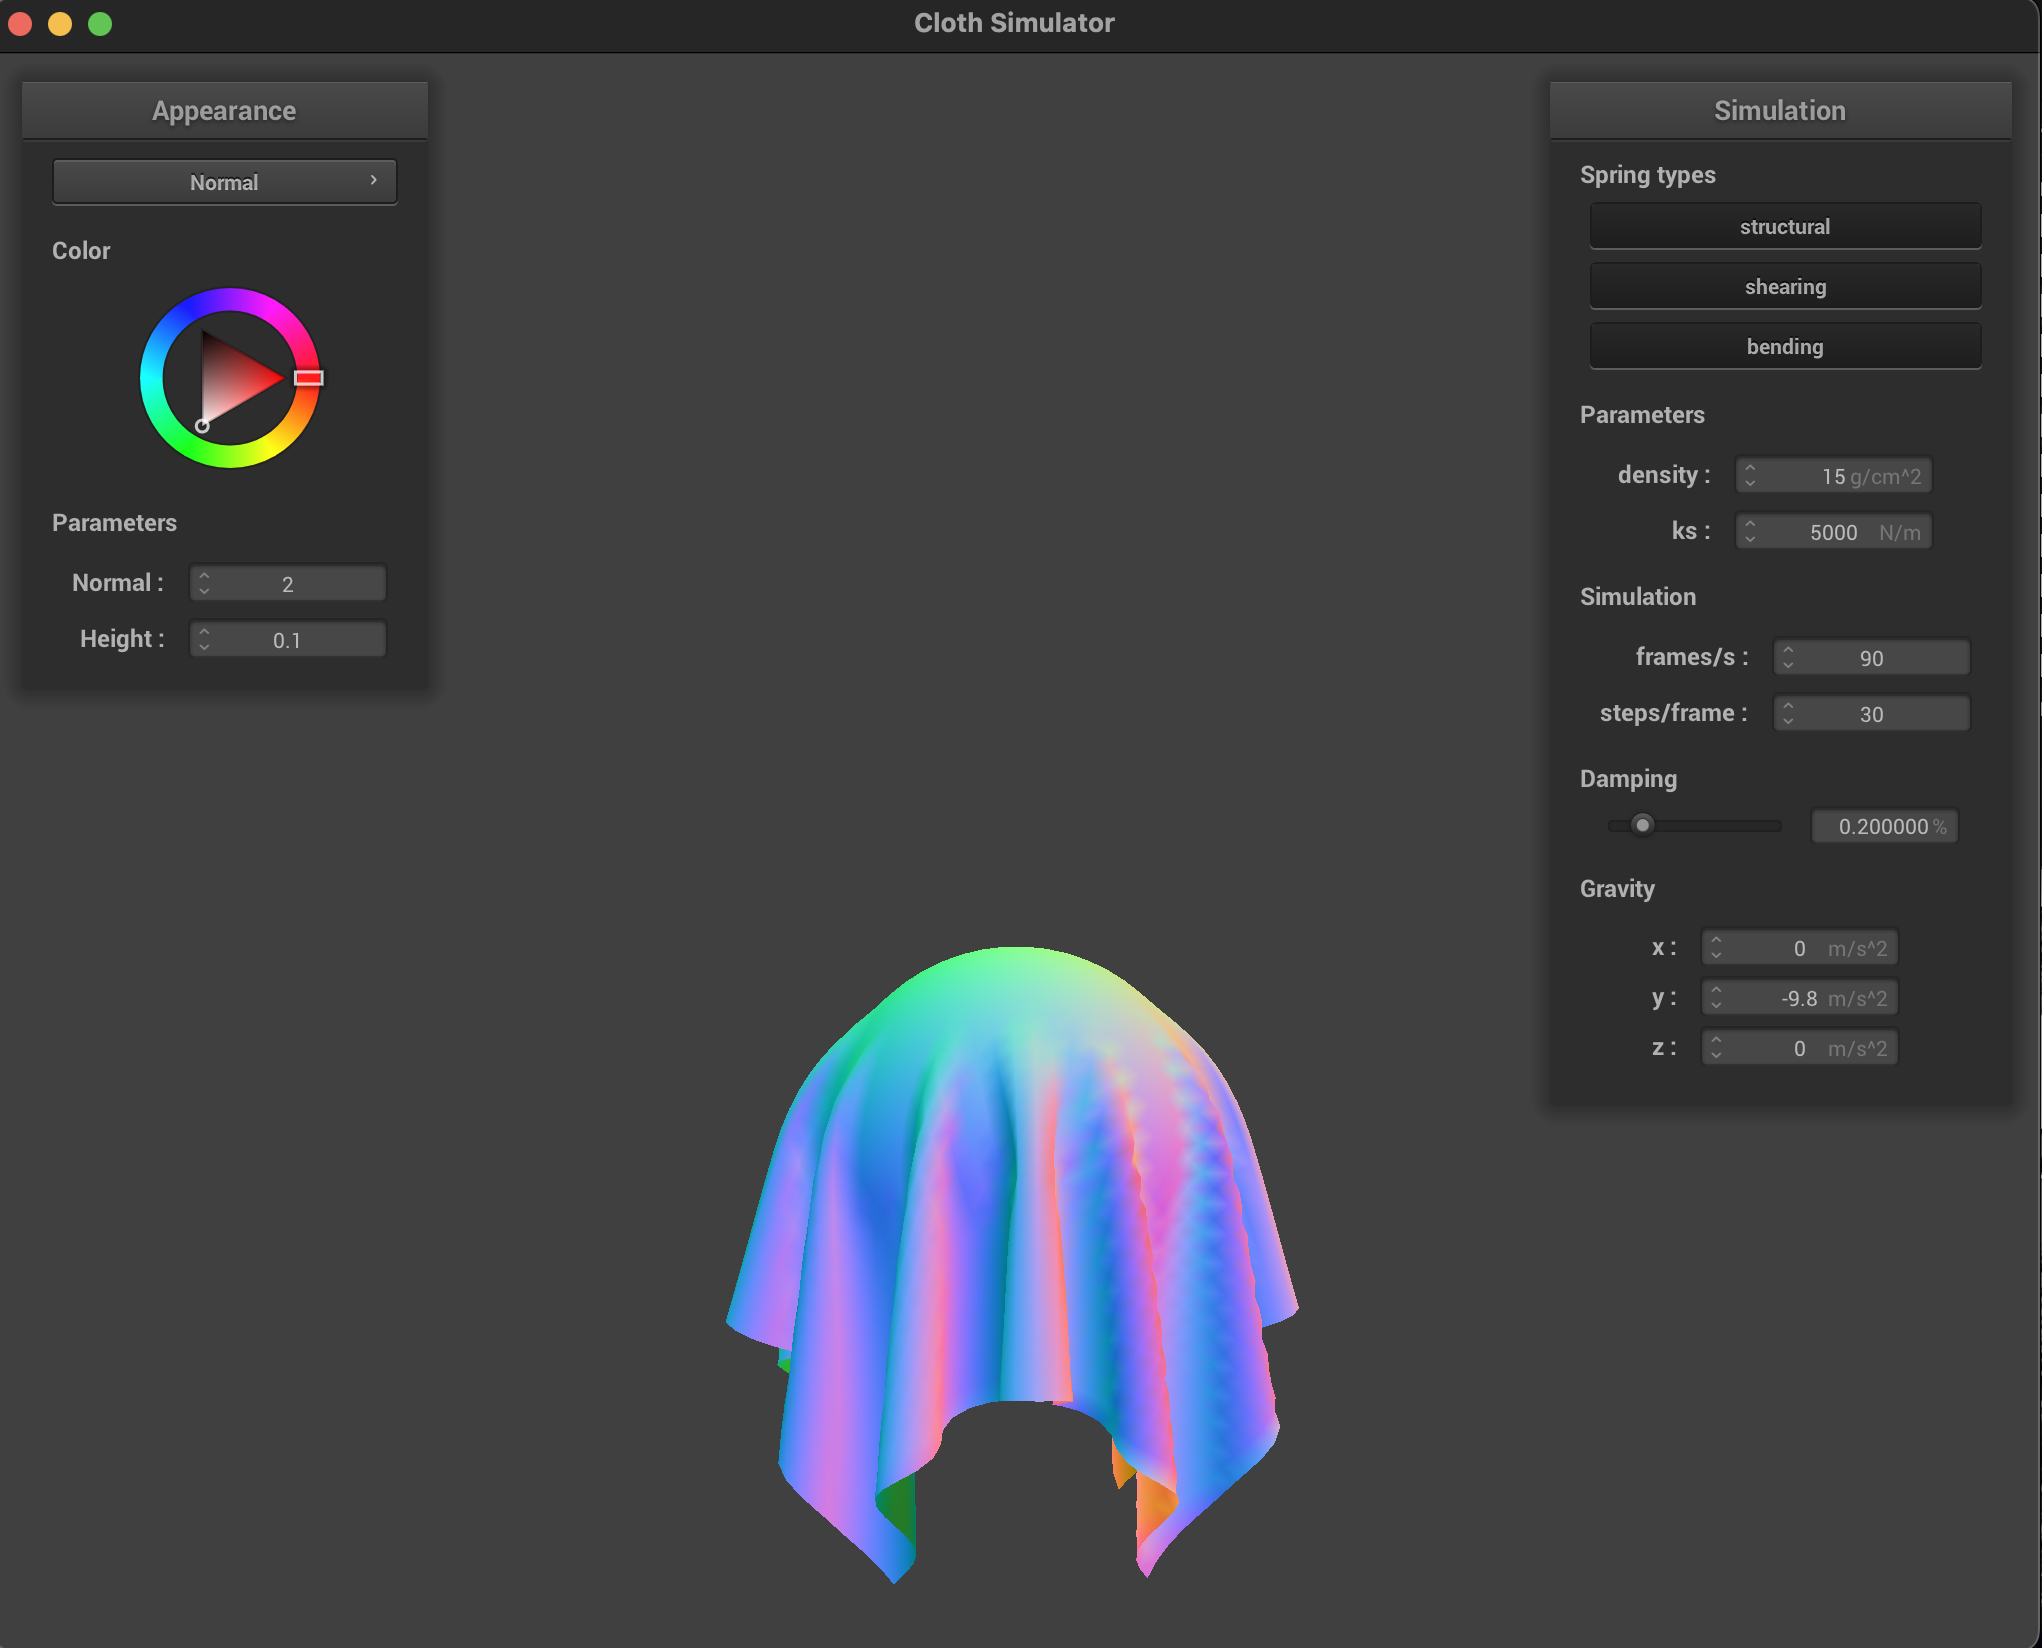 Cloth Simulator
Appearance
Normal
Color
Parameters
Normal : 2
Height : 0.1
Simulation
Spring types
structural
shearing
bending
Parameters
density : 15 g/cm^2
ks : 5000 N/m
Simulation
frames/s : 90
steps/frame : 30
Damping
0.200000 %
Gravity
x : 0 m/s^2
y : -9.8 m/s^2
z : 0 m/s^2